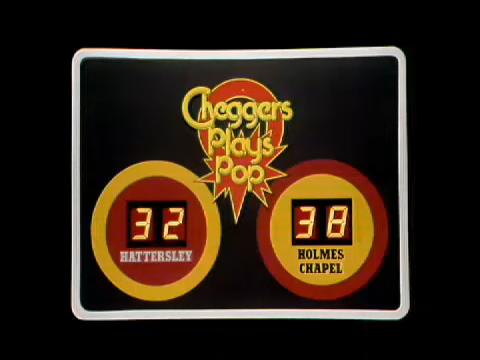 Cheggers
Plays
Pop
32
HATTERSLEY
38
HOLMES
CHAPEL